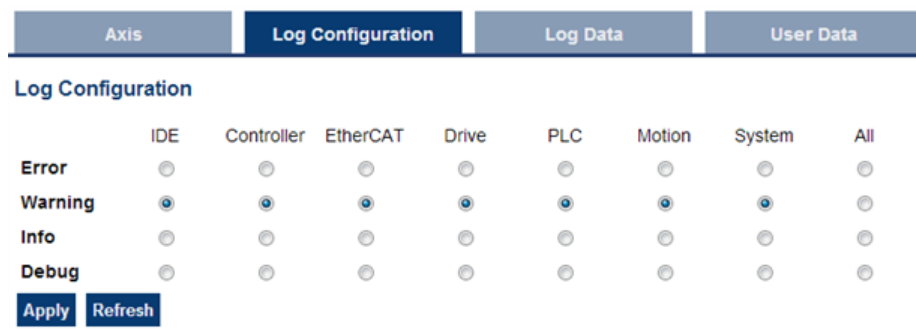 Axis Log Configuration Log Data User Data
Log Configuration
IDE Controller EtherCAT Drive PLC Motion System All
Error
Warning
Info
Debug
Apply Refresh